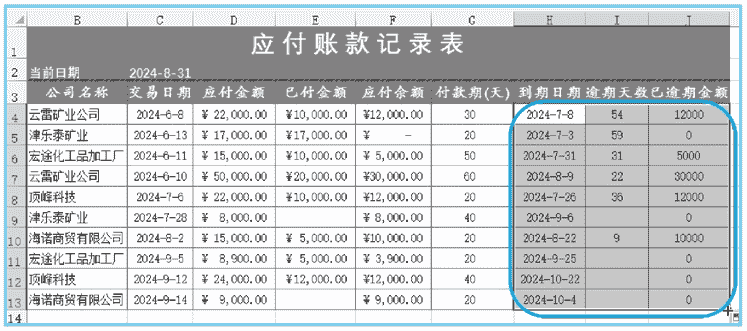 B C D E F G H I J
1 应付账款记录表
2 当前日期 2024-8-31
3 公司名称 交易日期 应付金额 已付金额 应付余额 付款期(天) 到期日期 逾期天数 已逾期金额
4 云雷矿业公司 2024-6-8 ¥ 22,000.00 ¥10,000.00 ¥12,000.00 30 2024-7-8 54 12000
5 津乐泰矿业 2024-6-13 ¥ 17,000.00 ¥17,000.00 ¥ - 20 2024-7-3 59 0
6 宏途化工品加工厂 2024-6-11 ¥ 15,000.00 ¥10,000.00 ¥ 5,000.00 50 2024-7-31 31 5000
7 云雷矿业公司 2024-6-10 ¥ 50,000.00 ¥20,000.00 ¥30,000.00 60 2024-8-9 22 30000
8 顶峰科技 2024-7-6 ¥ 22,000.00 ¥10,000.00 ¥12,000.00 20 2024-7-26 36 12000
9 津乐泰矿业 2024-7-28 ¥ 8,000.00 ¥ 8,000.00 40 2024-9-6 0
10 海诺商贸有限公司 2024-8-2 ¥ 15,000.00 ¥ 5,000.00 ¥10,000.00 20 2024-8-22 9 10000
11 宏途化工品加工厂 2024-9-5 ¥ 8,900.00 ¥ 5,000.00 ¥ 3,900.00 20 2024-9-25 0
12 顶峰科技 2024-9-12 ¥ 24,000.00 ¥12,000.00 ¥12,000.00 40 2024-10-22 0
13 海诺商贸有限公司 2024-9-14 ¥ 9,000.00 ¥ 9,000.00 20 2024-10-4 0
14